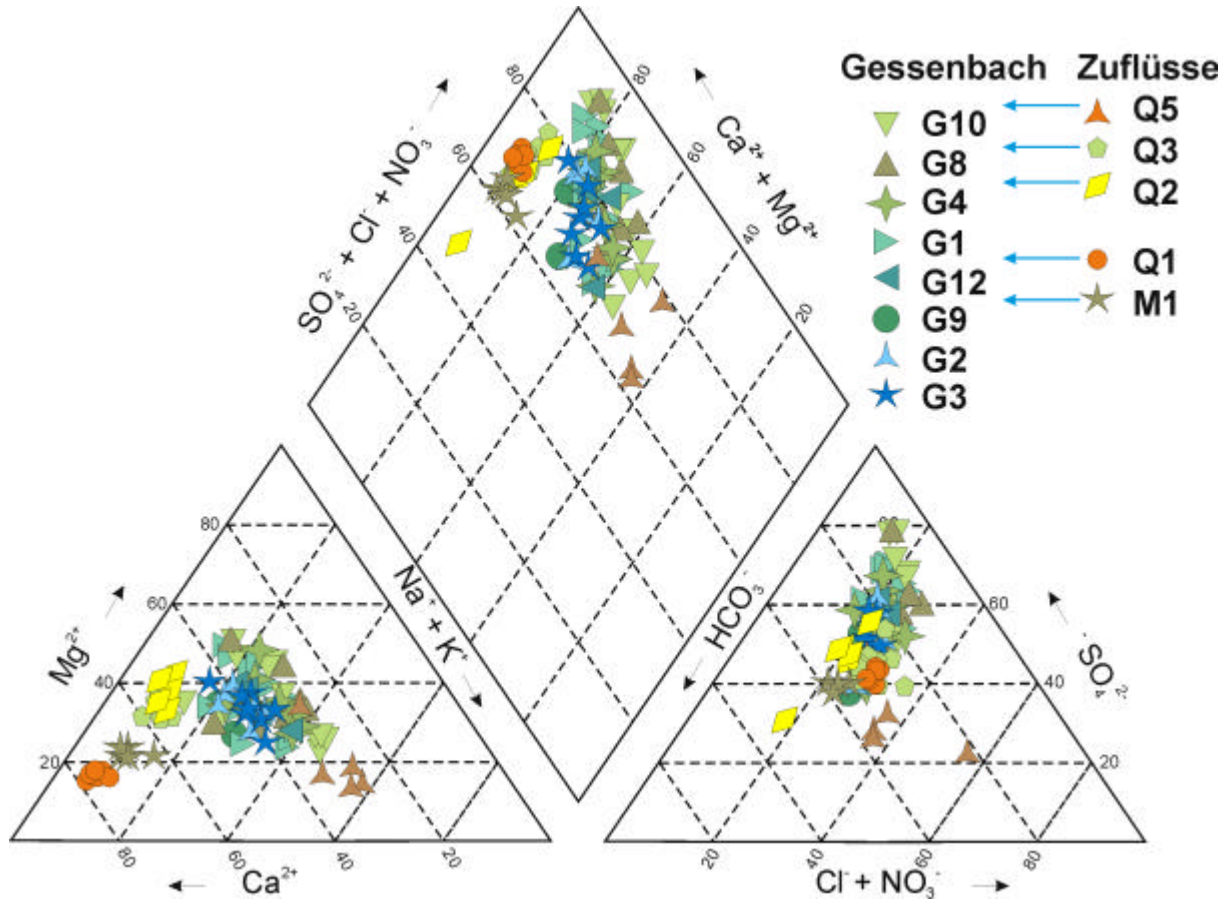 Gessenbach Zuflüsse
G10 Q5
G8 Q3
G4 Q2
G1
G12 Q1
G9 M1
G2
G3
SO₄²⁻ + Cl⁻ + NO₃⁻
Ca²⁺ + Mg²⁺
80 80
60 60
40 40
20 20
Mg²⁺
Na⁺ + K⁺
HCO₃⁻
SO₄²⁻
80
60
40
20
80
60
40
20
80 60 40 20
20 40 60 80
Ca²⁺
Cl⁻ + NO₃⁻